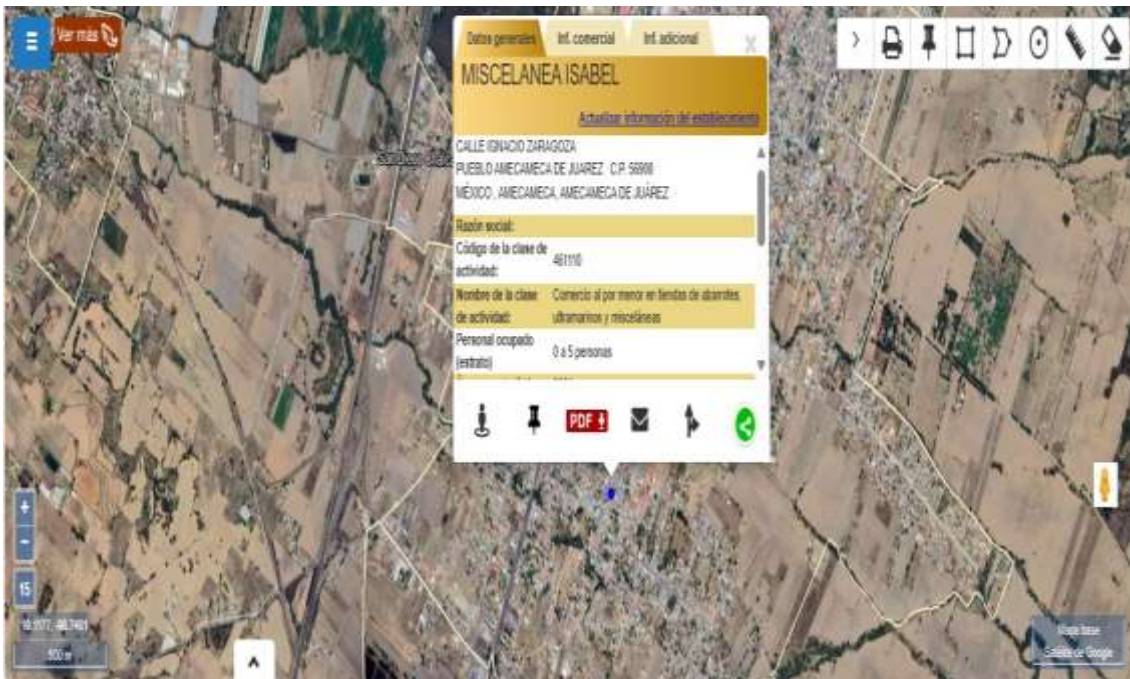 Ver más
Datos generales
Inf. comercial
Inf. adicional
X
MISCELANEA ISABEL
Actualizar información del establecimiento
CALLE IGNACIO ZARAGOZA
PUEBLO AMECAMECA DE JUAREZ C.P. 56900
MÉXICO, AMECAMECA, AMECAMECA DE JUÁREZ
Razón social:
Código de la clase de actividad:
461110
Nombre de la clase de actividad:
Comercio al por menor en tiendas de abarrotes,
ultramarinos y misceláneas
Personal ocupado
(estrato)
0 a 5 personas
PDF
+
-
15
500 m
Mapa base
Satélite de Google